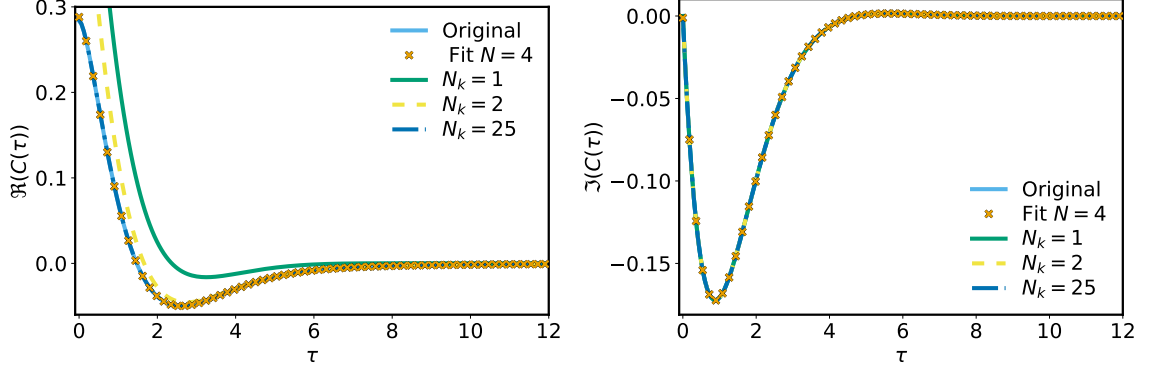 0.3
0.2
0.1
0.0
ℜ(C(τ))
0 2 4 6 8 10 12
τ
Original
Fit N = 4
N_k = 1
N_k = 2
N_k = 25
0.00
−0.05
−0.10
−0.15
ℑ(C(τ))
0 2 4 6 8 10 12
τ
Original
Fit N = 4
N_k = 1
N_k = 2
N_k = 25